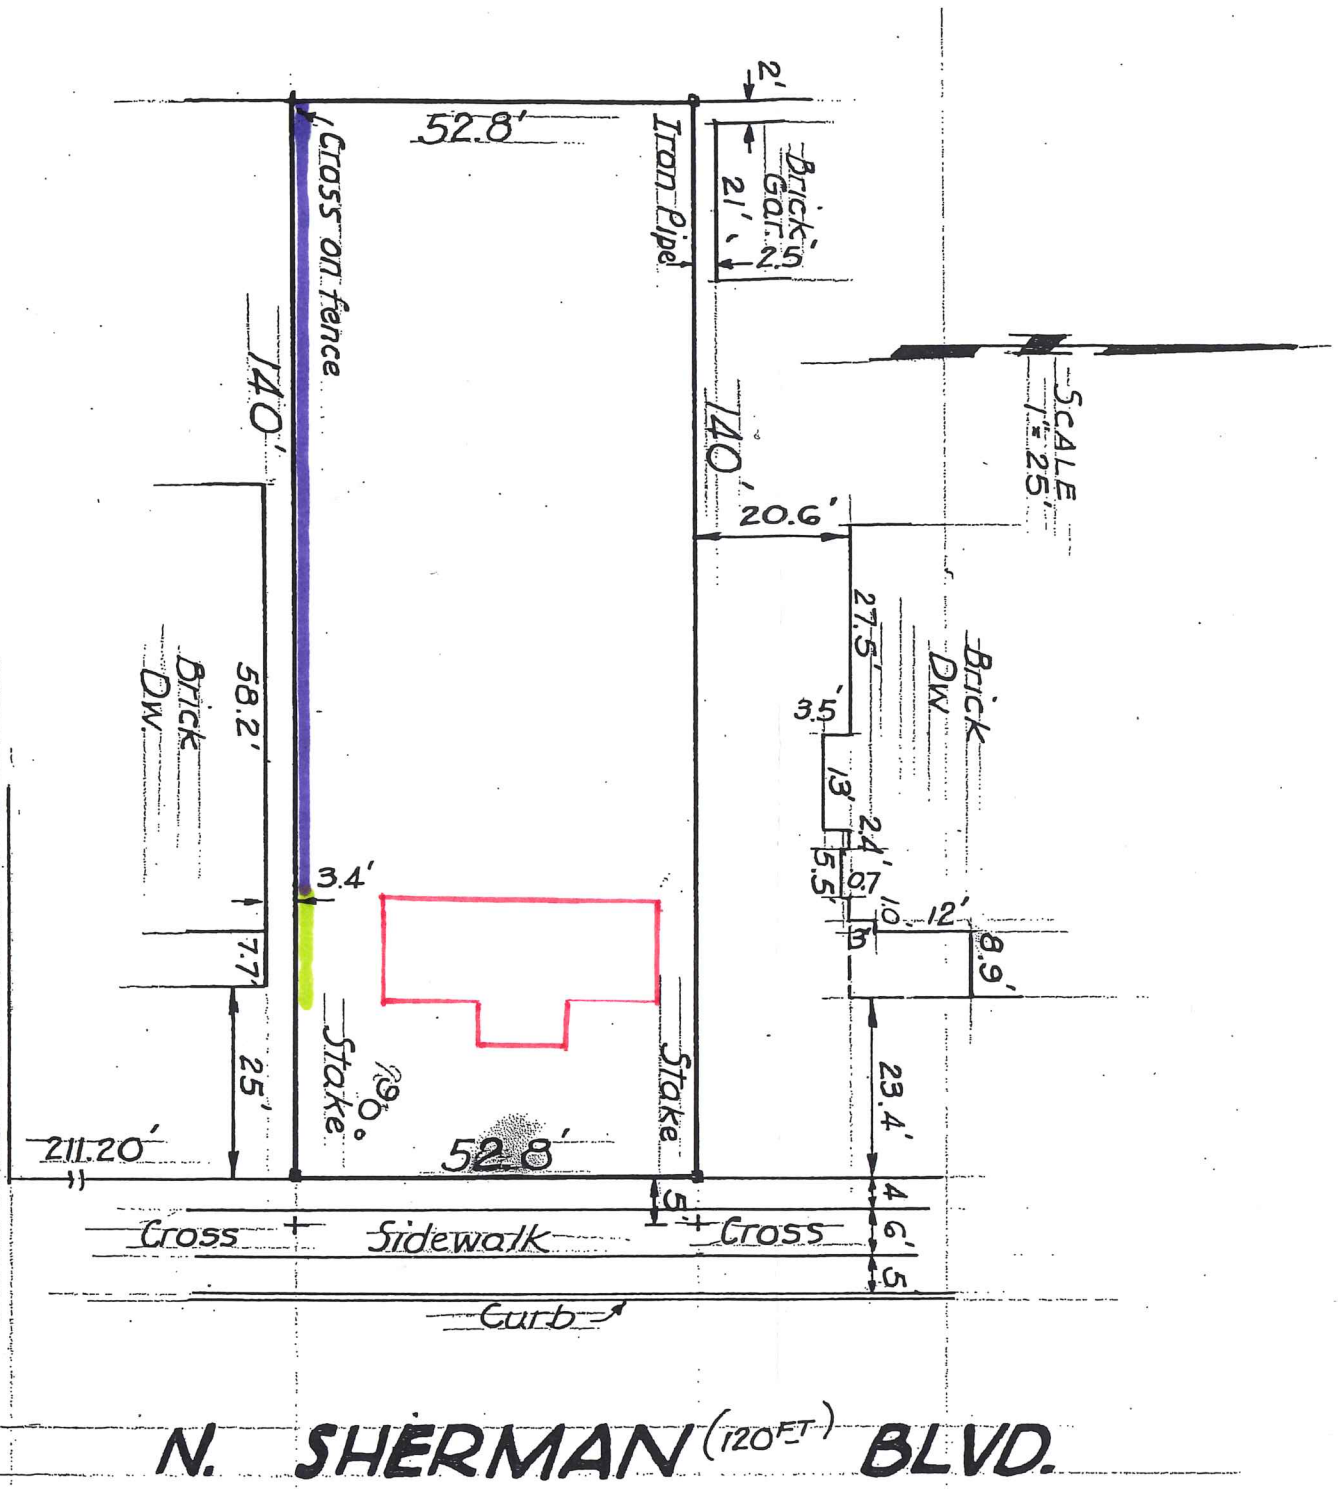 2'
52.8'
Cross on fence
Iron Pipe
Brick
Gar.
21'
2.5'
140'
140'
SCALE
1"=25'
20.6'
27.5'
Brick
DW
3.5'
13'
2.4'
5.5'
0.7
1.0'
12'
3'
8.9'
58.2'
Brick
DW.
3.4'
7.7'
25'
Stake
90°
Stake
23.4'
211.20'
52.8'
5'
4'
6'
5'
Cross
Sidewalk
Cross
Curb
N. SHERMAN (120 FT) BLVD.